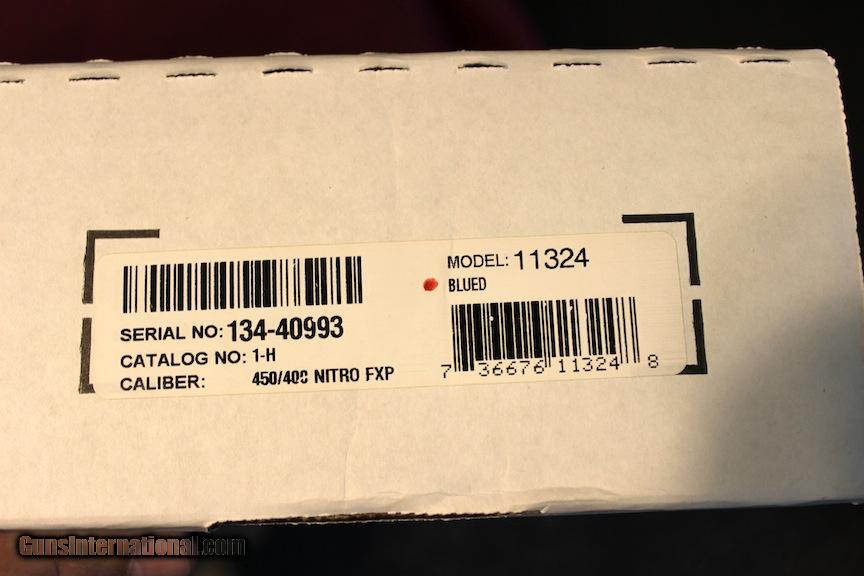 MODEL: 11324
BLUED
SERIAL NO: 134-40993
CATALOG NO: 1-H
CALIBER: 450/400 NITRO FXP
7 36676 11324 8
GunsInternational.com